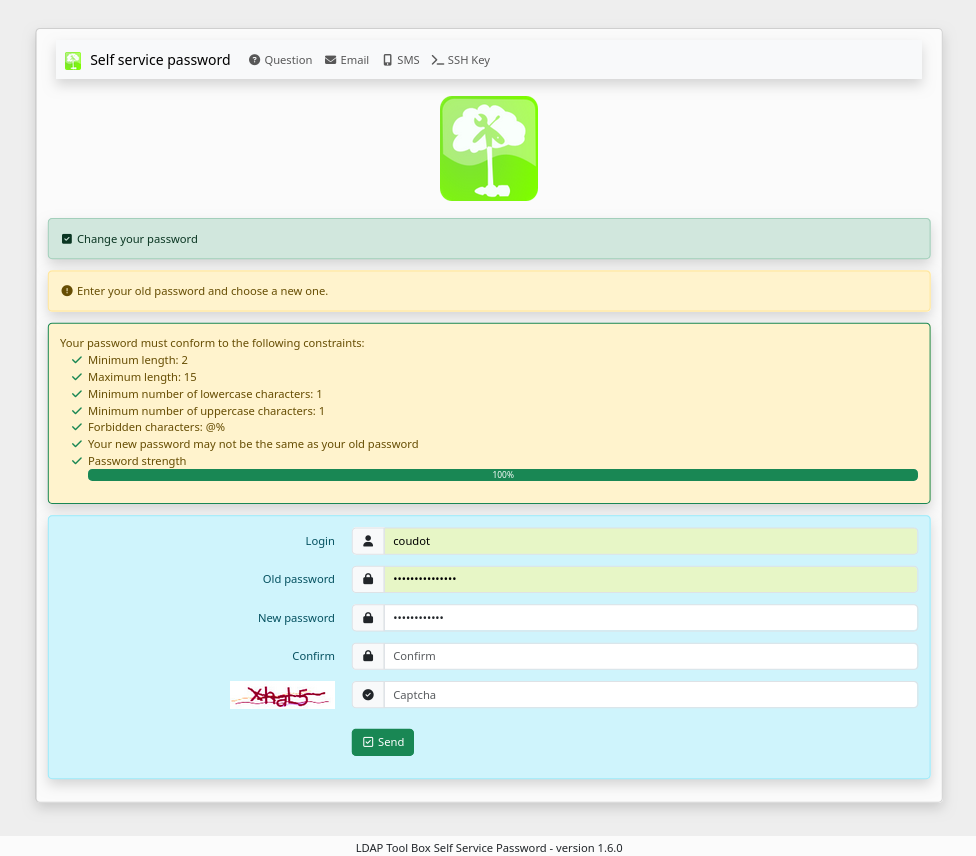 Self service password
Question
Email
SMS
SSH Key
Change your password
Enter your old password and choose a new one.
Your password must conform to the following constraints:
Minimum length: 2
Maximum length: 15
Minimum number of lowercase characters: 1
Minimum number of uppercase characters: 1
Forbidden characters: @%
Your new password may not be the same as your old password
Password strength
100%
Login
coudot
Old password
•••••••••••••••
New password
••••••••••••
Confirm
Confirm
Captcha
Send
LDAP Tool Box Self Service Password - version 1.6.0